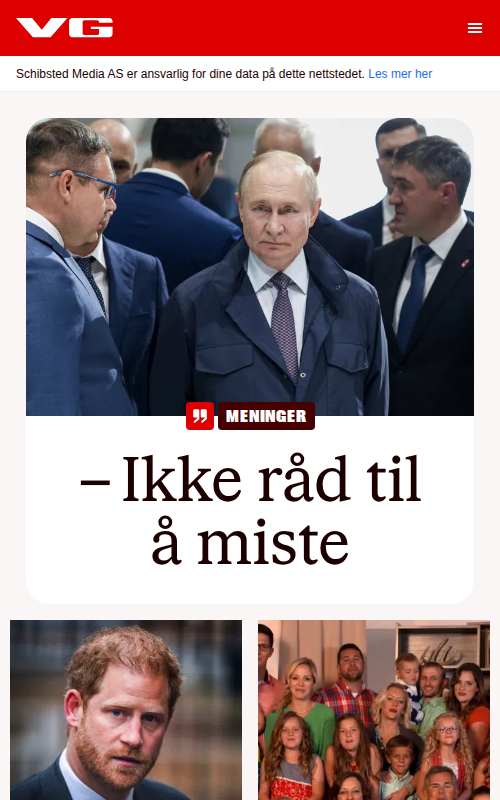 VG
Schibsted Media AS er ansvarlig for dine data på dette nettstedet. Les mer her
MENINGER
– Ikke råd til
å miste